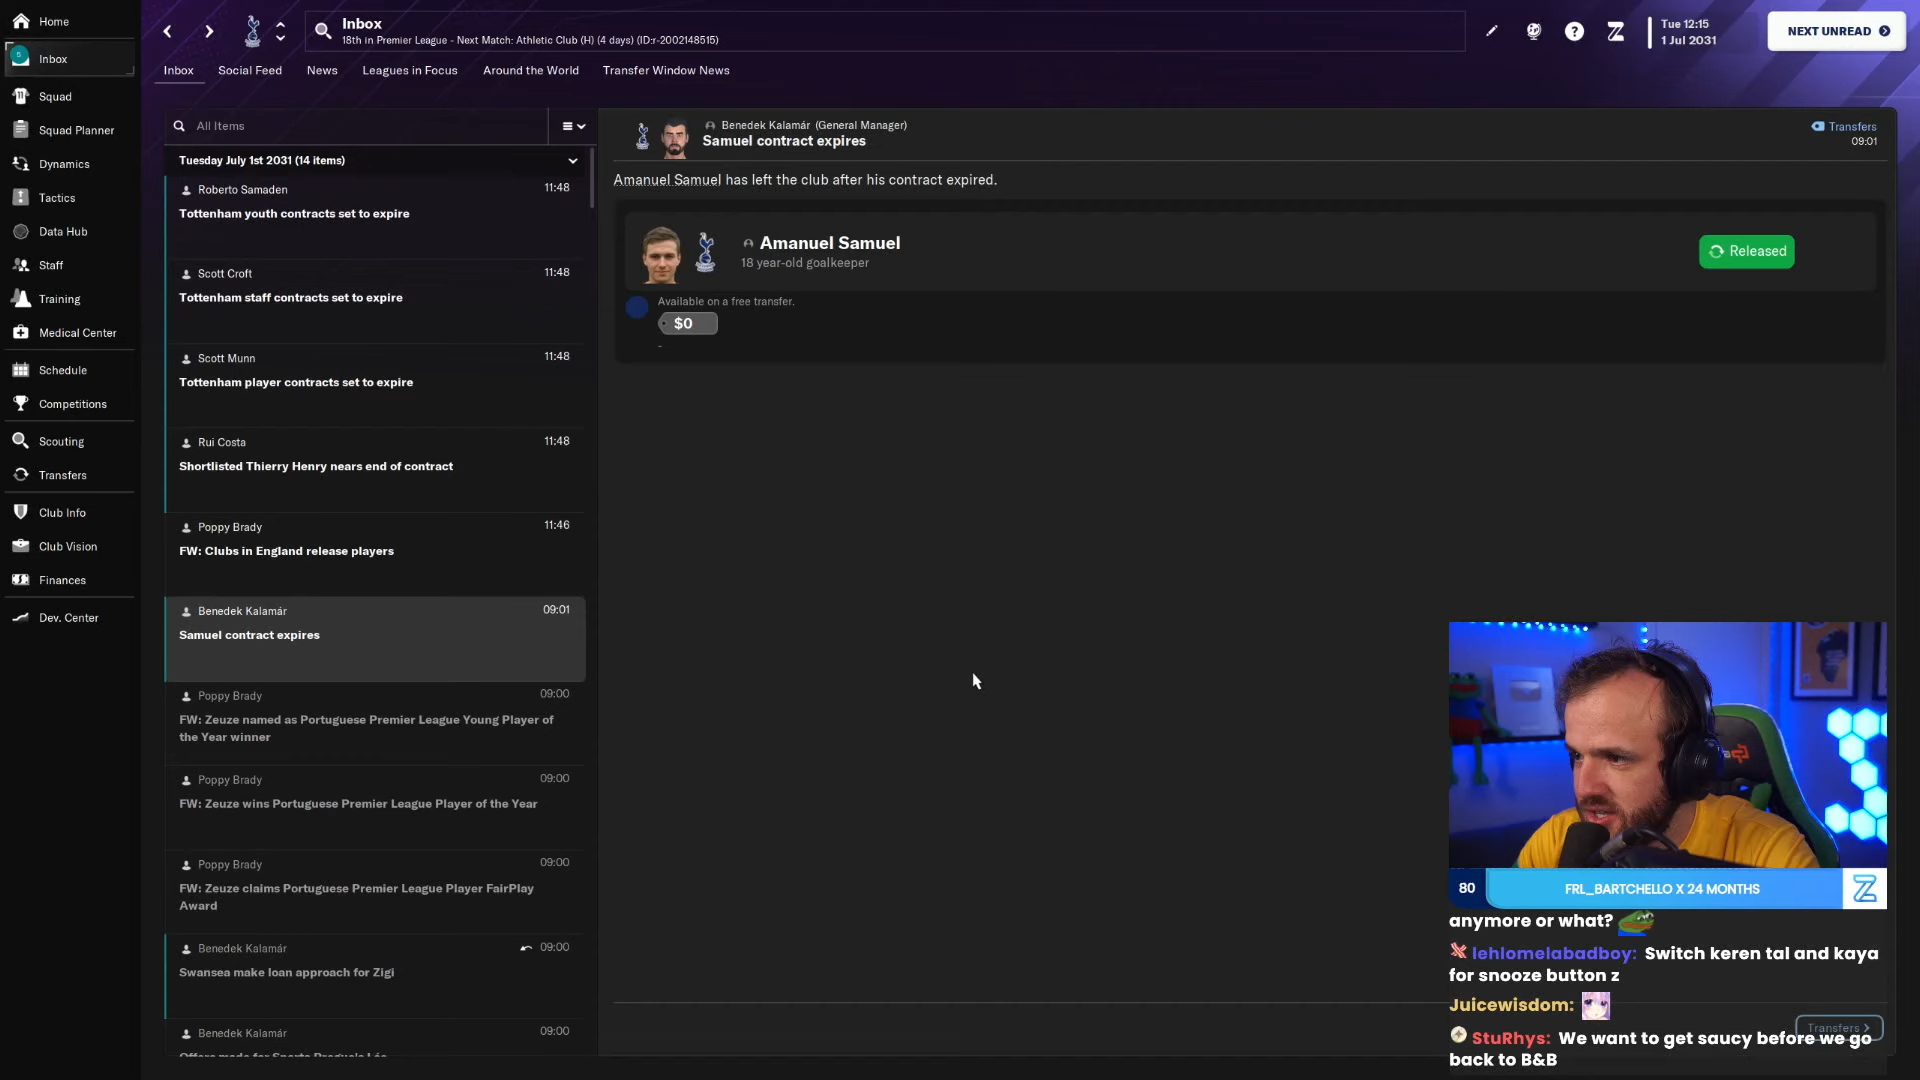 Home
Inbox
Squad
Squad Planner
Dynamics
Tactics
Data Hub
Staff
Training
Medical Center
Schedule
Competitions
Scouting
Transfers
Club Info
Club Vision
Finances
Dev. Center
5
Inbox
18th in Premier League - Next Match: Athletic Club (H) (4 days) (ID:r-2002148515)
Tue 12:15
1 Jul 2031
NEXT UNREAD
Inbox
Social Feed
News
Leagues in Focus
Around the World
Transfer Window News
All Items
Tuesday July 1st 2031 (14 items)
Roberto Samaden 11:48
Tottenham youth contracts set to expire
Scott Croft 11:48
Tottenham staff contracts set to expire
Scott Munn 11:48
Tottenham player contracts set to expire
Rui Costa 11:48
Shortlisted Thierry Henry nears end of contract
Poppy Brady 11:46
FW: Clubs in England release players
Benedek Kalamár 09:01
Samuel contract expires
Poppy Brady 09:00
FW: Zeuze named as Portuguese Premier League Young Player of
the Year winner
Poppy Brady 09:00
FW: Zeuze wins Portuguese Premier League Player of the Year
Poppy Brady 09:00
FW: Zeuze claims Portuguese Premier League Player FairPlay
Award
Benedek Kalamár 09:00
Swansea make loan approach for Zigi
Benedek Kalamár 09:00
Benedek Kalamár (General Manager)
Samuel contract expires
Transfers
09:01
Amanuel Samuel has left the club after his contract expired.
Amanuel Samuel
18 year-old goalkeeper
Released
Available on a free transfer.
$0
-
80
FRL_BARTCHELLO X 24 MONTHS
Z
anymore or what?
lehlomelabadboy: Switch keren tal and kaya
for snooze button z
Juicewisdom:
Transfers
StuRhys: We want to get saucy before we go
back to B&B